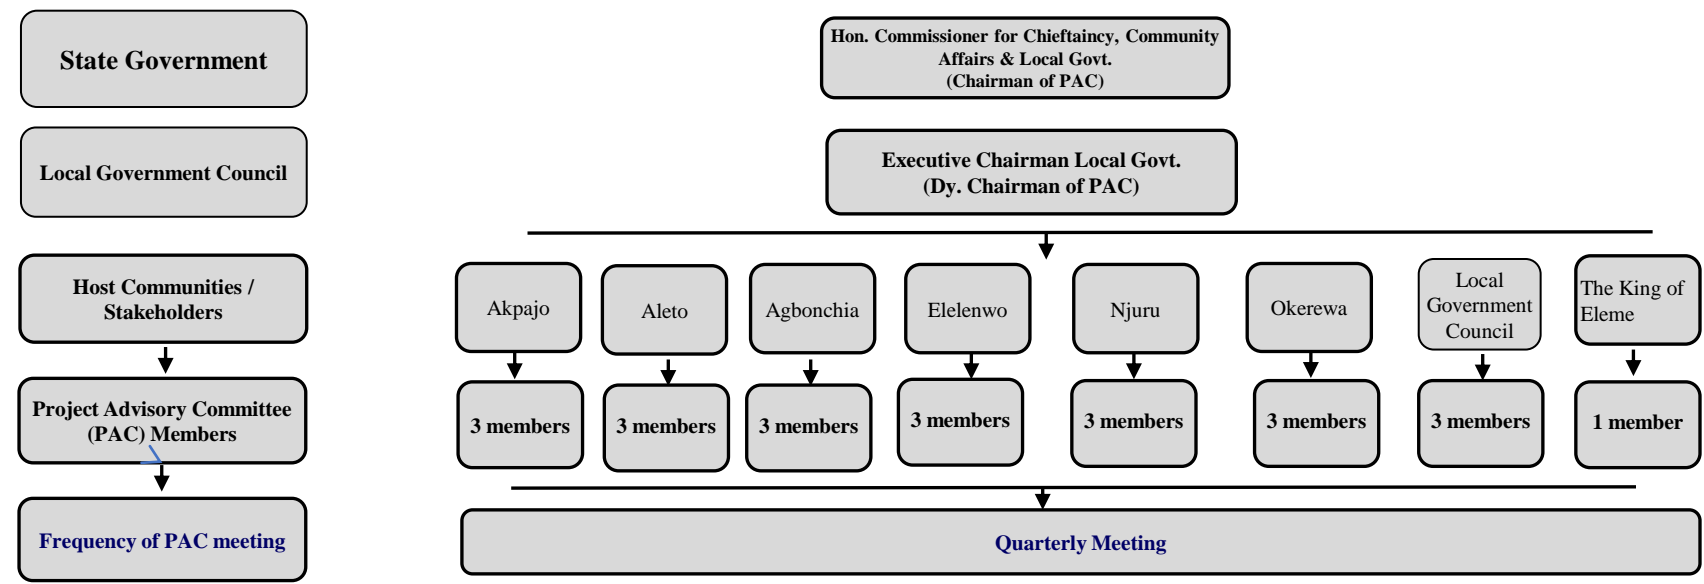 State Government
Hon. Commissioner for Chieftaincy, Community
Affairs & Local Govt.
(Chairman of PAC)
Local Government Council
Executive Chairman Local Govt.
(Dy. Chairman of PAC)
Host Communities /
Stakeholders
Akpajo
Aleto
Agbonchia
Elelenwo
Njuru
Okerewa
Local
Government
Council
The King of
Eleme
Project Advisory Committee
(PAC) Members
3 members
3 members
3 members
3 members
3 members
3 members
3 members
1 member
Frequency of PAC meeting
Quarterly Meeting